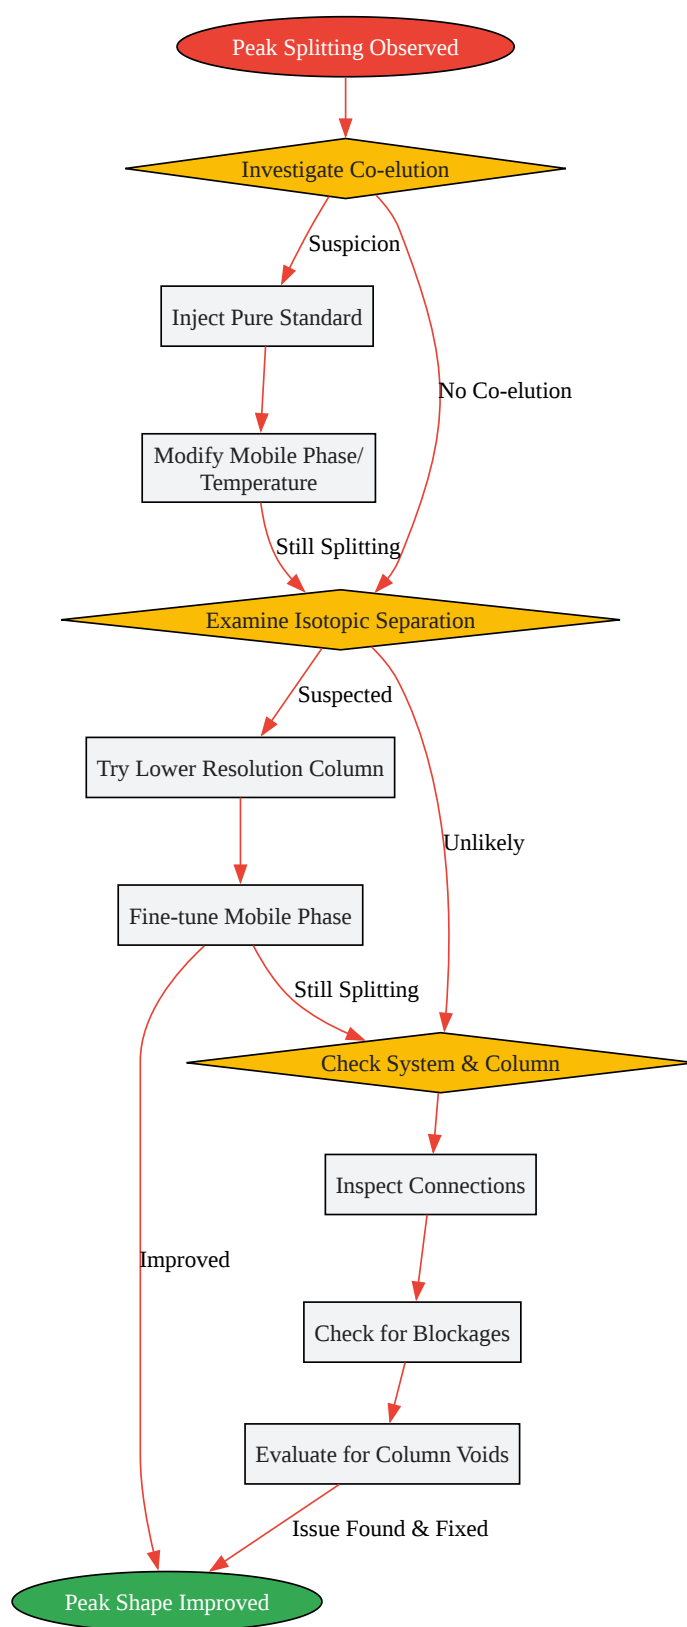 Peak Splitting Observed
Investigate Co-elution
Suspicion
Inject Pure Standard
No Co-elution
Modify Mobile Phase/
Temperature
Still Splitting
Examine Isotopic Separation
Suspected
Try Lower Resolution Column
Unlikely
Fine-tune Mobile Phase
Still Splitting
Check System & Column
Inspect Connections
Improved
Check for Blockages
Evaluate for Column Voids
Issue Found & Fixed
Peak Shape Improved